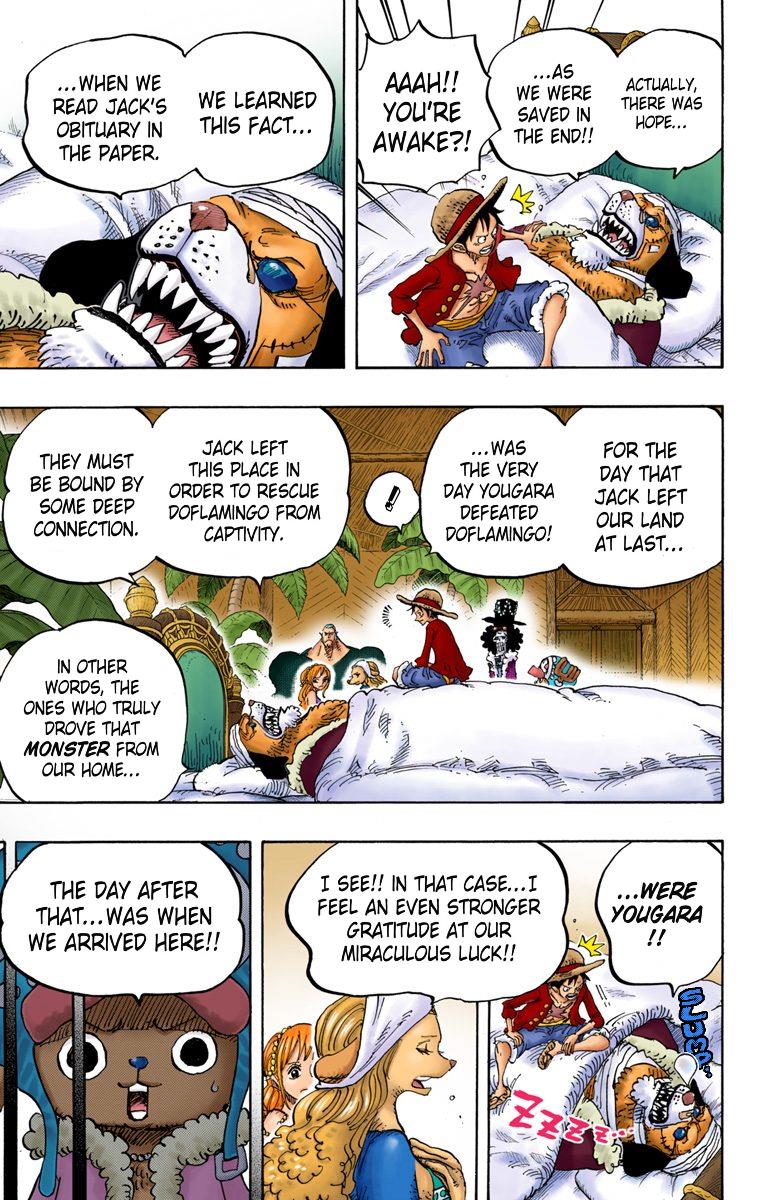 ACTUALLY,
THERE WAS
HOPE...
...AS
WE WERE
SAVED IN
THE END!!
AAAH!!
YOU'RE
AWAKE?!
WE LEARNED
THIS FACT...
...WHEN WE
READ JACK'S
OBITUARY IN
THE PAPER.
FOR THE
DAY THAT
JACK LEFT
OUR LAND
AT LAST...
...WAS
THE VERY
DAY YOUGARA
DEFEATED
DOFLAMINGO!
!
JACK LEFT
THIS PLACE IN
ORDER TO RESCUE
DOFLAMINGO FROM
CAPTIVITY.
THEY MUST
BE BOUND BY
SOME DEEP
CONNECTION.
IN OTHER
WORDS, THE
ONES WHO TRULY
DROVE THAT
MONSTER FROM
OUR HOME...
...WERE
YOUGARA
!!
SLUMP..
ZZZZZ...
I SEE!! IN THAT CASE...I
FEEL AN EVEN STRONGER
GRATITUDE AT OUR
MIRACULOUS LUCK!!
THE DAY AFTER
THAT...WAS WHEN
WE ARRIVED HERE!!